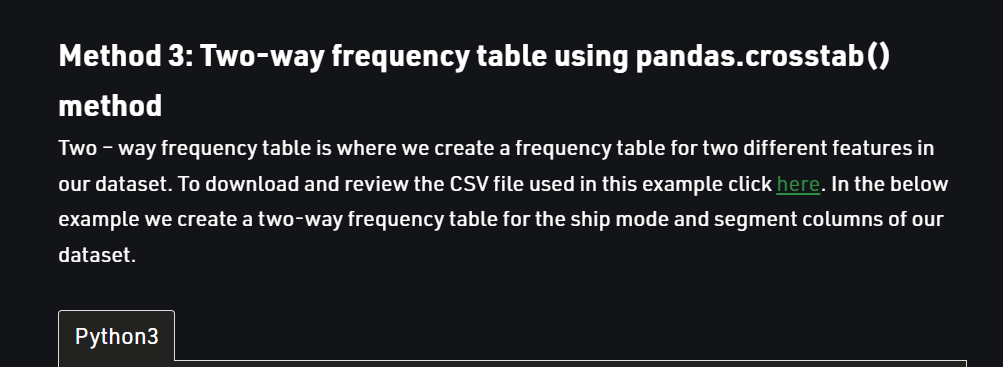 Method 3: Two-way frequency table using pandas.crosstab()
method
Two – way frequency table is where we create a frequency table for two different features in
our dataset. To download and review the CSV file used in this example click here. In the below
example we create a two-way frequency table for the ship mode and segment columns of our
dataset.
Python3